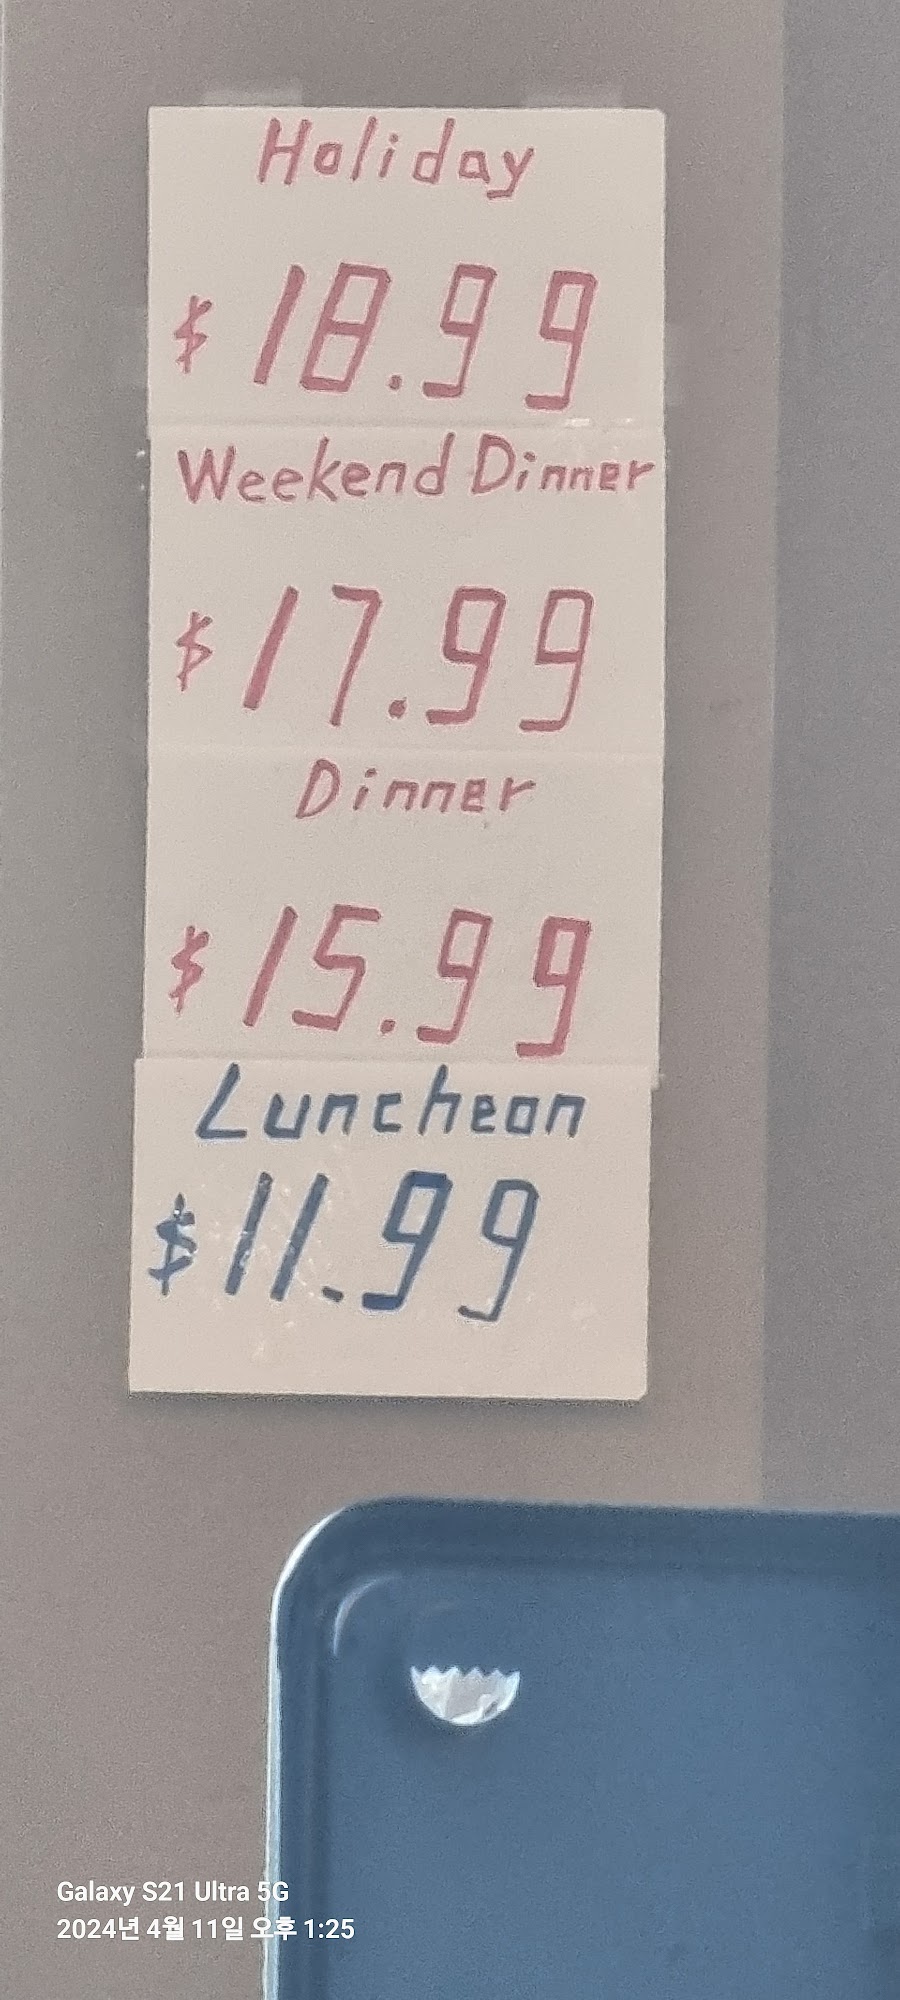 Holiday
$18.99
Weekend Dinner
$17.99
Dinner
$15.99
Luncheon
$11.99
Galaxy S21 Ultra 5G
2024년 4월 11일 오후 1:25